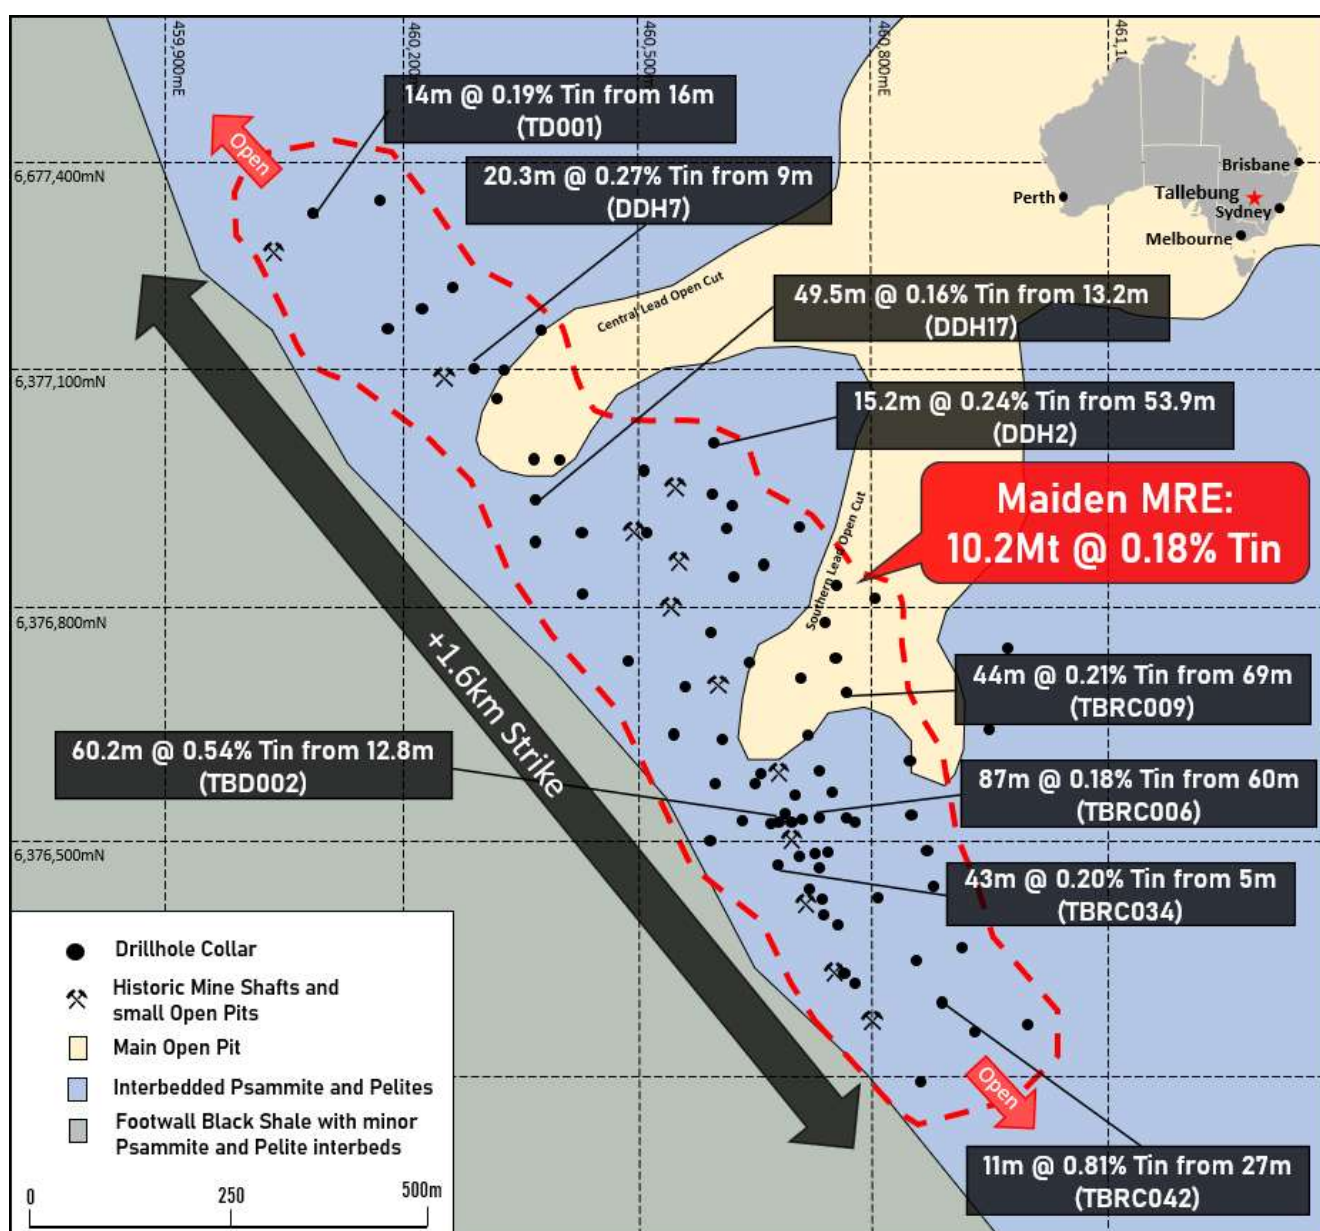 459,900mE
460,200mE
460,500mE
460,800mE
461,1
14m @ 0.19% Tin from 16m
(TD001)
Open
6,677,400mN
20.3m @ 0.27% Tin from 9m
(DDH7)
Brisbane
Perth
Tallebung
Sydney
Melbourne
Central Lead Open Cut
49.5m @ 0.16% Tin from 13.2m
(DDH17)
6,377,100mN
15.2m @ 0.24% Tin from 53.9m
(DDH2)
Maiden MRE:
10.2Mt @ 0.18% Tin
Southern Lead Open Cut
6,376,800mN
+1.6km Strike
44m @ 0.21% Tin from 69m
(TBRC009)
60.2m @ 0.54% Tin from 12.8m
(TBD002)
87m @ 0.18% Tin from 60m
(TBRC006)
6,376,500mN
43m @ 0.20% Tin from 5m
(TBRC034)
Drillhole Collar
Historic Mine Shafts and
small Open Pits
Main Open Pit
Interbedded Psammite and Pelites
Footwall Black Shale with minor
Psammite and Pelite interbeds
Open
11m @ 0.81% Tin from 27m
(TBRC042)
0 250 500m